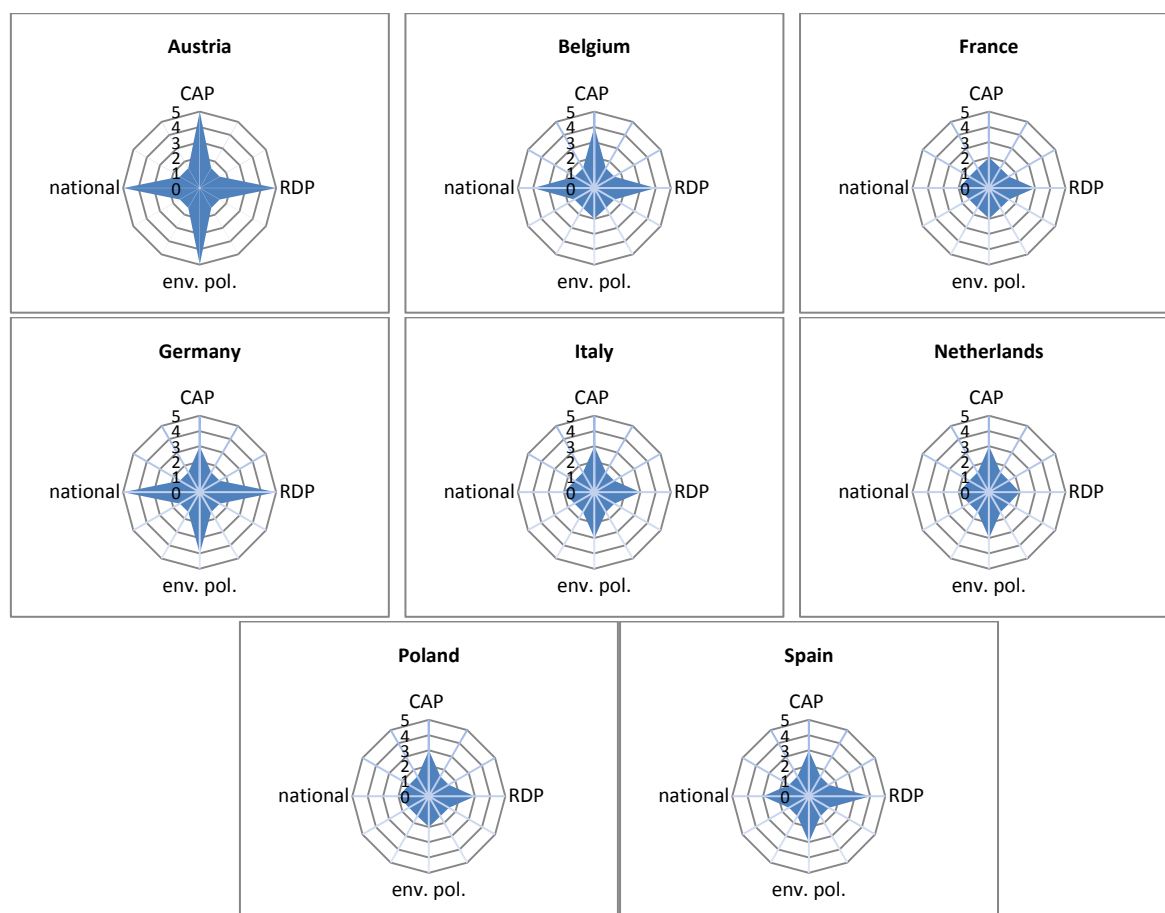 Austria
CAP
5
4
3
2
1
0
national
RDP
env. pol.
Belgium
CAP
5
4
3
2
1
0
national
RDP
env. pol.
France
CAP
5
4
3
2
1
0
national
RDP
env. pol.
Germany
CAP
5
4
3
2
1
0
national
RDP
env. pol.
Italy
CAP
5
4
3
2
1
0
national
RDP
env. pol.
Netherlands
CAP
5
4
3
2
1
0
national
RDP
env. pol.
Poland
CAP
5
4
3
2
1
0
national
RDP
env. pol.
Spain
CAP
5
4
3
2
1
0
national
RDP
env. pol.